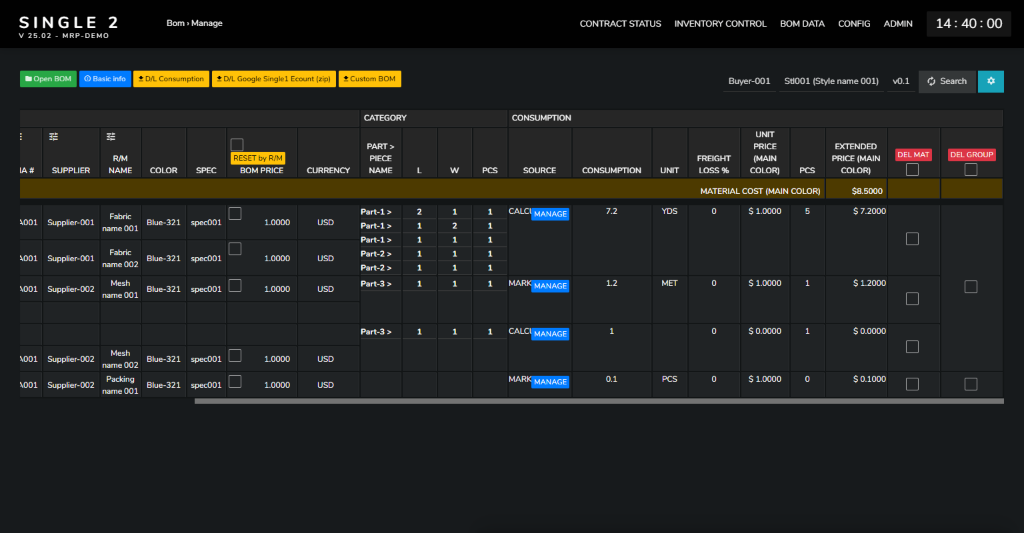 SINGLE 2
V 25.02 - MRP-DEMO
Bom › Manage
CONTRACT STATUS INVENTORY CONTROL BOM DATA CONFIG ADMIN 14 : 40 : 00
Open BOM Basic info D/L Consumption D/L Google Single1 Ecount (zip) Custom BOM
Buyer-001 Stl001 (Style name 001) v0.1 Search
CATEGORY CONSUMPTION
SUPPLIER R/M NAME COLOR SPEC RESET by R/M BOM PRICE CURRENCY PART > PIECE NAME L W PCS SOURCE CONSUMPTION UNIT FREIGHT LOSS % UNIT PRICE (MAIN COLOR) PCS EXTENDED PRICE (MAIN COLOR) DEL MAT DEL GROUP
MATERIAL COST (MAIN COLOR) $8.5000
Supplier-001 Fabric name 001 Blue-321 spec001 1.0000 USD Part-1 > 2 1 1 MANAGE 7.2 YDS 0 $ 1.0000 5 $ 7.2000
Part-1 > 1 2 1
Part-1 > 1 1 1
Supplier-001 Fabric name 002 Blue-321 spec001 1.0000 USD Part-2 > 1 1 1
Part-2 > 1 1 1
Supplier-002 Mesh name 001 Blue-321 spec001 1.0000 USD Part-3 > 1 1 1 MARK MANAGE 1.2 MET 0 $ 1.0000 1 $ 1.2000
Part-3 > 1 1 1 MANAGE 1 0 $ 0.0000 1 $ 0.0000
Supplier-002 Mesh name 002 Blue-321 spec001 1.0000 USD
Supplier-002 Packing name 001 Blue-321 spec001 1.0000 USD MARK MANAGE 0.1 PCS 0 $ 1.0000 0 $ 0.1000